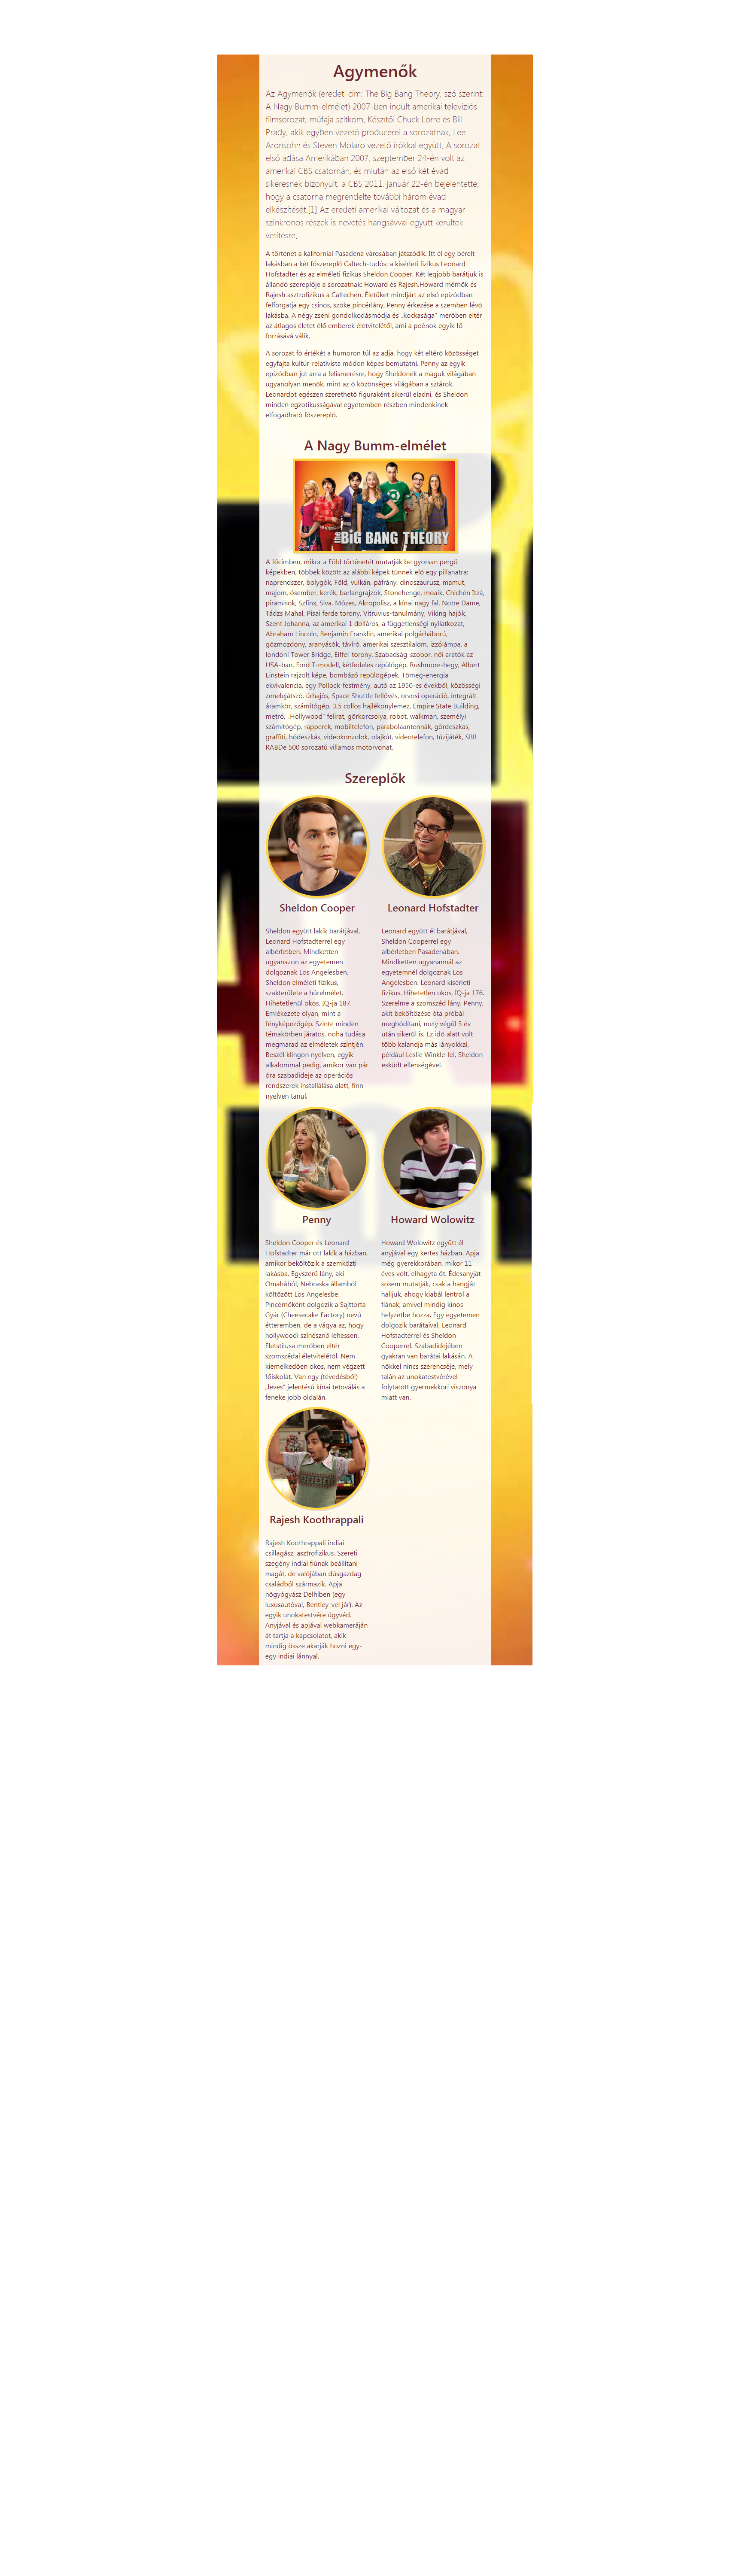 Agymenők
Az Agymenők (eredeti cím: The Big Bang Theory, szó szerint:
A Nagy Bumm-elmélet) 2007-ben indult amerikai televíziós
filmsorozat, műfaja szitkom. Készítői Chuck Lorre és Bill
Prady, akik egyben vezető producerei a sorozatnak, Lee
Aronsohn és Steven Molaro vezető írókkal együtt. A sorozat
első adása Amerikában 2007. szeptember 24-én volt az
amerikai CBS csatornán, és miután az első két évad
sikeresnek bizonyult, a CBS 2011. január 22-én bejelentette,
hogy a csatorna megrendelte további három évad
elkészítését.[1] Az eredeti amerikai változat és a magyar
szinkronos részek is nevetés hangsávval együtt kerültek
vetítésre.
A történet a kaliforniai Pasadena városában játszódik. Itt él egy bérelt
lakásban a két főszereplő Caltech-tudós: a kísérleti fizikus Leonard
Hofstadter és az elméleti fizikus Sheldon Cooper. Két legjobb barátjuk is
állandó szereplője a sorozatnak: Howard és Rajesh.Howard mérnök és
Rajesh asztrofizikus a Caltechen. Életüket mindjárt az első epizódban
felforgatja egy csinos, szőke pincérlány, Penny érkezése a szemben lévő
lakásba. A négy zseni gondolkodásmódja és „kockasága” merőben eltér
az átlagos életet élő emberek életvitelétől, ami a poénok egyik fő
forrásává válik.
A sorozat fő értékét a humoron túl az adja, hogy két eltérő közösséget
egyfajta kultúr-relativista módon képes bemutatni. Penny az egyik
epizódban jut arra a felismerésre, hogy Sheldonék a maguk világában
ugyanolyan menők, mint az ő közönséges világában a sztárok.
Leonardot egészen szerethető figuraként sikerül eladni, és Sheldon
minden egzotikusságával egyetemben részben mindenkinek
elfogadható főszereplő.
A Nagy Bumm-elmélet
the BiG BANG THEORY
A főcímben, mikor a Föld történetét mutatják be gyorsan pergő
képekben, többek között az alábbi képek tűnnek elő egy pillanatra:
naprendszer, bolygók, Föld, vulkán, páfrány, dinoszaurusz, mamut,
majom, ősember, kerék, barlangrajzok, Stonehenge, moaik, Chichén Itzá,
piramisok, Szfinx, Siva, Mózes, Akropolisz, a kínai nagy fal, Notre Dame,
Tádzs Mahal, Pisai ferde torony, Vitruvius-tanulmány, Viking hajók,
Szent Johanna, az amerikai 1 dolláros, a függetlenségi nyilatkozat,
Abraham Lincoln, Benjamin Franklin, amerikai polgárháború,
gőzmozdony, aranyásók, távíró, amerikai szesztilalom, izzólámpa, a
londoni Tower Bridge, Eiffel-torony, Szabadság-szobor, női aratók az
USA-ban, Ford T-modell, kétfedeles repülőgép, Rushmore-hegy, Albert
Einstein rajzolt képe, bombázó repülőgépek, Tömeg-energia
ekvivalencia, egy Pollock-festmény, autó az 1950-es évekből, közösségi
zenelejátszó, űrhajós, Space Shuttle fellövés, orvosi operáció, integrált
áramkör, számítógép, 3,5 collos hajlékonylemez, Empire State Building,
metró, „Hollywood” felirat, görkorcsolya, robot, walkman, személyi
számítógép, rapperek, mobiltelefon, parabolaantennák, gördeszkás,
graffiti, hódeszkás, videokonzolok, olajkút, videotelefon, tűzijáték, SBB
RABDe 500 sorozatú villamos motorvonat.
Szereplők
Sheldon Cooper
Sheldon együtt lakik barátjával,
Leonard Hofstadterrel egy
albérletben. Mindketten
ugyanazon az egyetemen
dolgoznak Los Angelesben.
Sheldon elméleti fizikus,
szakterülete a húrelmélet.
Hihetetlenül okos, IQ-ja 187.
Emlékezete olyan, mint a
fényképezőgép. Szinte minden
témakörben járatos, noha tudása
megmarad az elméletek szintjén.
Beszél klingon nyelven, egyik
alkalommal pedig, amikor van pár
óra szabadideje az operációs
rendszerek installálása alatt, finn
nyelven tanul.
Leonard Hofstadter
Leonard együtt él barátjával,
Sheldon Cooperrel egy
albérletben Pasadenában.
Mindketten ugyanannál az
egyetemnél dolgoznak Los
Angelesben. Leonard kísérleti
fizikus. Hihetetlen okos, IQ-ja 176.
Szerelme a szomszéd lány, Penny,
akit beköltözése óta próbál
meghódítani, mely végül 3 év
után sikerül is. Ez idő alatt volt
több kalandja más lányokkal,
például Leslie Winkle-lel, Sheldon
esküdt ellenségével.
Penny
Sheldon Cooper és Leonard
Hofstadter már ott lakik a házban,
amikor beköltözik a szemközti
lakásba. Egyszerű lány, aki
Omahából, Nebraska államból
költözött Los Angelesbe.
Pincérnőként dolgozik a Sajttorta
Gyár (Cheesecake Factory) nevű
étteremben, de a vágya az, hogy
hollywoodi színésznő lehessen.
Életstílusa merőben eltér
szomszédai életvitelétől. Nem
kiemelkedően okos, nem végzett
főiskolát. Van egy (tévedésből)
„leves” jelentésű kínai tetoválás a
feneke jobb oldalán.
Howard Wolowitz
Howard Wolowitz együtt él
anyjával egy kertes házban. Apja
még gyerekkorában, mikor 11
éves volt, elhagyta őt. Édesanyját
sosem mutatják, csak a hangját
halljuk, ahogy kiabál lentről a
fiának, amivel mindig kínos
helyzetbe hozza. Egy egyetemen
dolgozik barátaival, Leonard
Hofstadterrel és Sheldon
Cooperrel. Szabadidejében
gyakran van barátai lakásán. A
nőkkel nincs szerencséje, mely
talán az unokatestvérével
folytatott gyermekkori viszonya
miatt van.
Rajesh Koothrappali
Rajesh Koothrappali indiai
csillagász, asztrofizikus. Szereti
szegény indiai fiúnak beállítani
magát, de valójában dúsgazdag
családból származik. Apja
nőgyógyász Delhiben (egy
luxusautóval, Bentley-vel jár). Az
egyik unokatestvére ügyvéd.
Anyjával és apjával webkameráján
át tartja a kapcsolatot, akik
mindig össze akarják hozni egy-
egy indiai lánnyal.